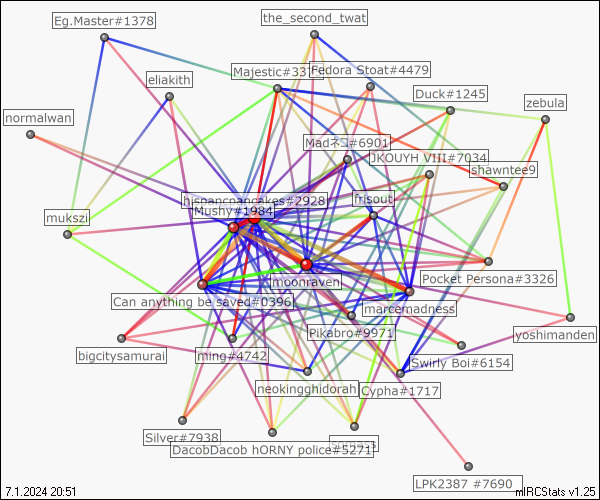 the_second_twat
Eg.Master#1378
Majestic#337
Fedora Stoat#4479
eliakith
Duck#1245
zebula
normalwan
Madネコ#6901
JKOUYH VIII#7034
shawntee9
hispancpancakes#2928
frisout
Mushy#1984
mukszi
moonraven
Pocket Persona#3326
Can anything be saved#0396
marcemadness
Pikabro#9971
yoshimanden
bigcitysamurai
ming#4742
Swirly Boi#6154
neokingghidorah
Cypha#1717
Silver#7938
DacobDacob hORNY police#5271
LPK2387 #7690
7.1.2024 20:51
mIRCStats v1.25